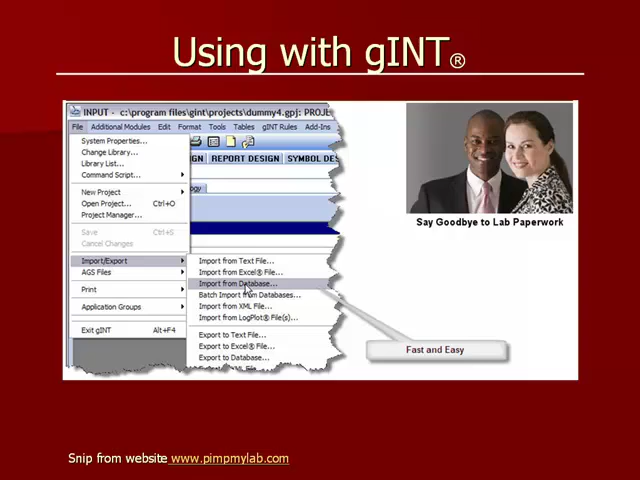 Using with gINT®
INPUT - c:\program files\gint\projects\dummy4.gpj: PROJE
File Additional Modules Edit Format Tools Tables gINT Rules Add-Ins
System Properties...
Change Library...
Library List...
Command Script...
IGN REPORT DESIGN SYMBOL DES
New Project
Open Project... Ctrl+O
Project Manager...
Save Ctrl+S
Cancel Changes
Import/Export
AGS Files
Print
Application Groups
Exit gINT Alt+F4
Import from Text File...
Import from Excel® File...
Import from Database...
Batch Import from Databases...
Import from XML File...
Import from LogPlot® File(s)...
Export to Text File...
Export to Excel® File...
Export to Database...
Say Goodbye to Lab Paperwork
Fast and Easy
Snip from website www.pimpmylab.com